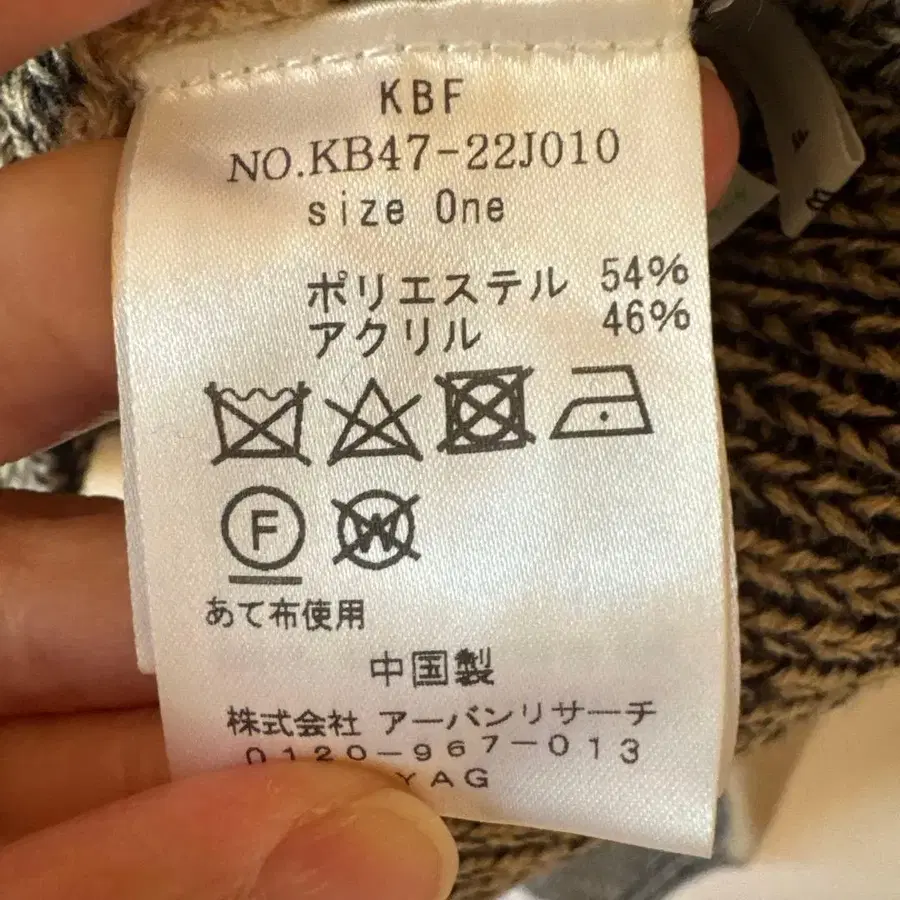 KBF
NO.KB47-22J010
size One
ポリエステル 54%
アクリル 46%
F W
あて布使用
中国製
株式会社 アーバンリサーチ
0120-967-013
YAG